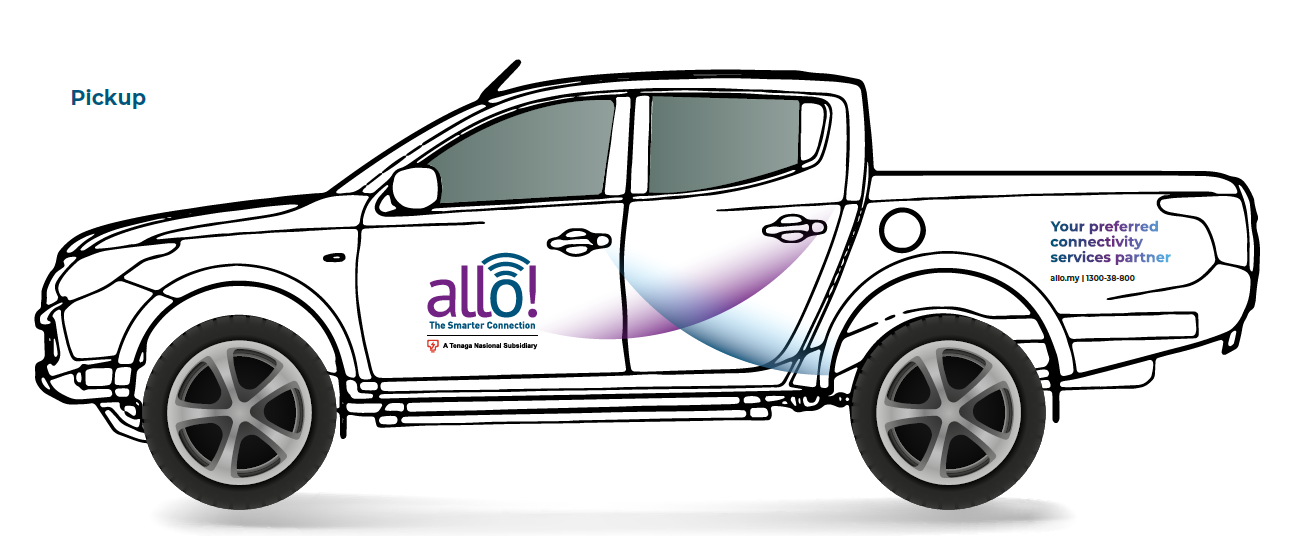 Pickup
allo!
The Smarter Connection
A Tenaga Nasional Subsidiary
Your preferred
connectivity
services partner
allo.my | 1300-38-800